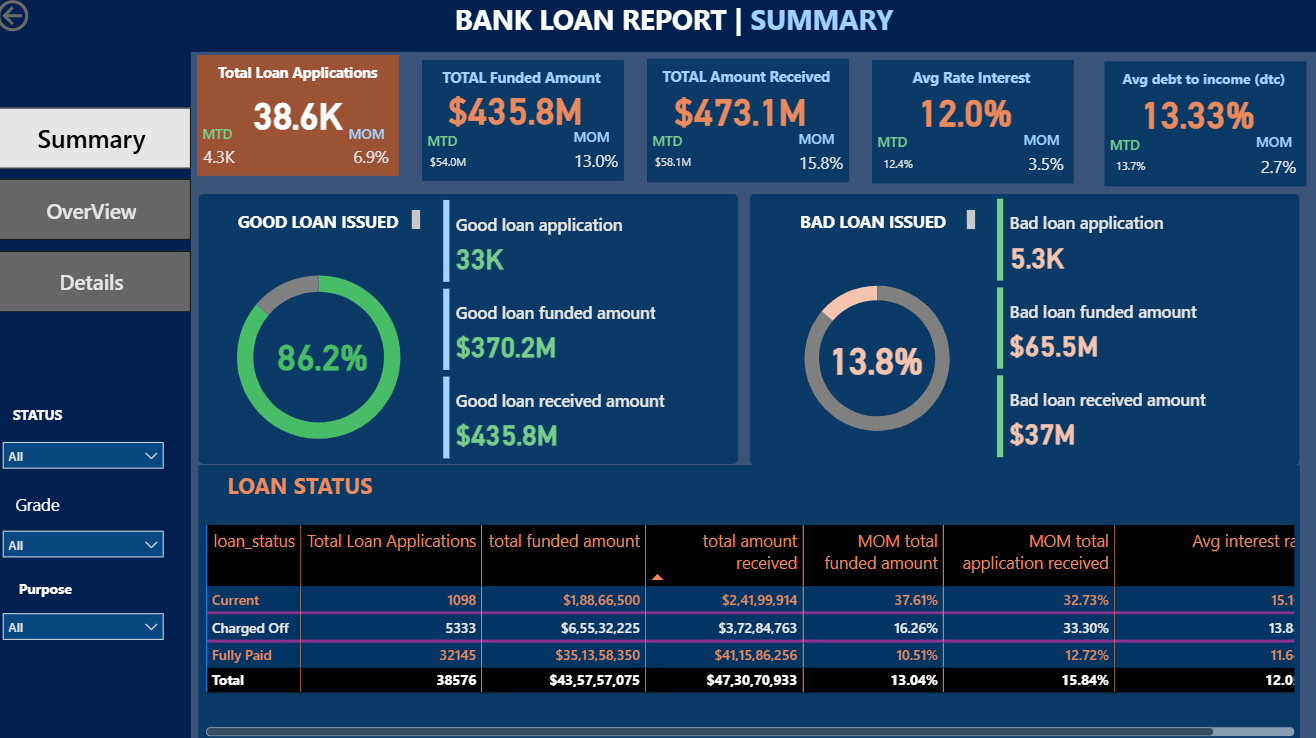 BANK LOAN REPORT | SUMMARY
Summary
OverView
Details
STATUS
All
Grade
All
Purpose
All
Total Loan Applications
38.6K
MTD MOM
4.3K 6.9%
TOTAL Funded Amount
$435.8M
MTD MOM
$54.0M 13.0%
TOTAL Amount Received
$473.1M
MTD MOM
$58.1M 15.8%
Avg Rate Interest
12.0%
MTD MOM
12.4% 3.5%
Avg debt to income (dtc)
13.33%
MTD MOM
13.7% 2.7%
GOOD LOAN ISSUED
86.2%
Good loan application
33K
Good loan funded amount
$370.2M
Good loan received amount
$435.8M
BAD LOAN ISSUED
13.8%
Bad loan application
5.3K
Bad loan funded amount
$65.5M
Bad loan received amount
$37M
LOAN STATUS
loan_status Total Loan Applications total funded amount total amount received MOM total funded amount MOM total application received Avg interest ra
Current 1098 $1,88,66,500 $2,41,99,914 37.61% 32.73% 15.1
Charged Off 5333 $6,55,32,225 $3,72,84,763 16.26% 33.30% 13.8
Fully Paid 32145 $35,13,58,350 $41,15,86,256 10.51% 12.72% 11.6
Total 38576 $43,57,57,075 $47,30,70,933 13.04% 15.84% 12.0